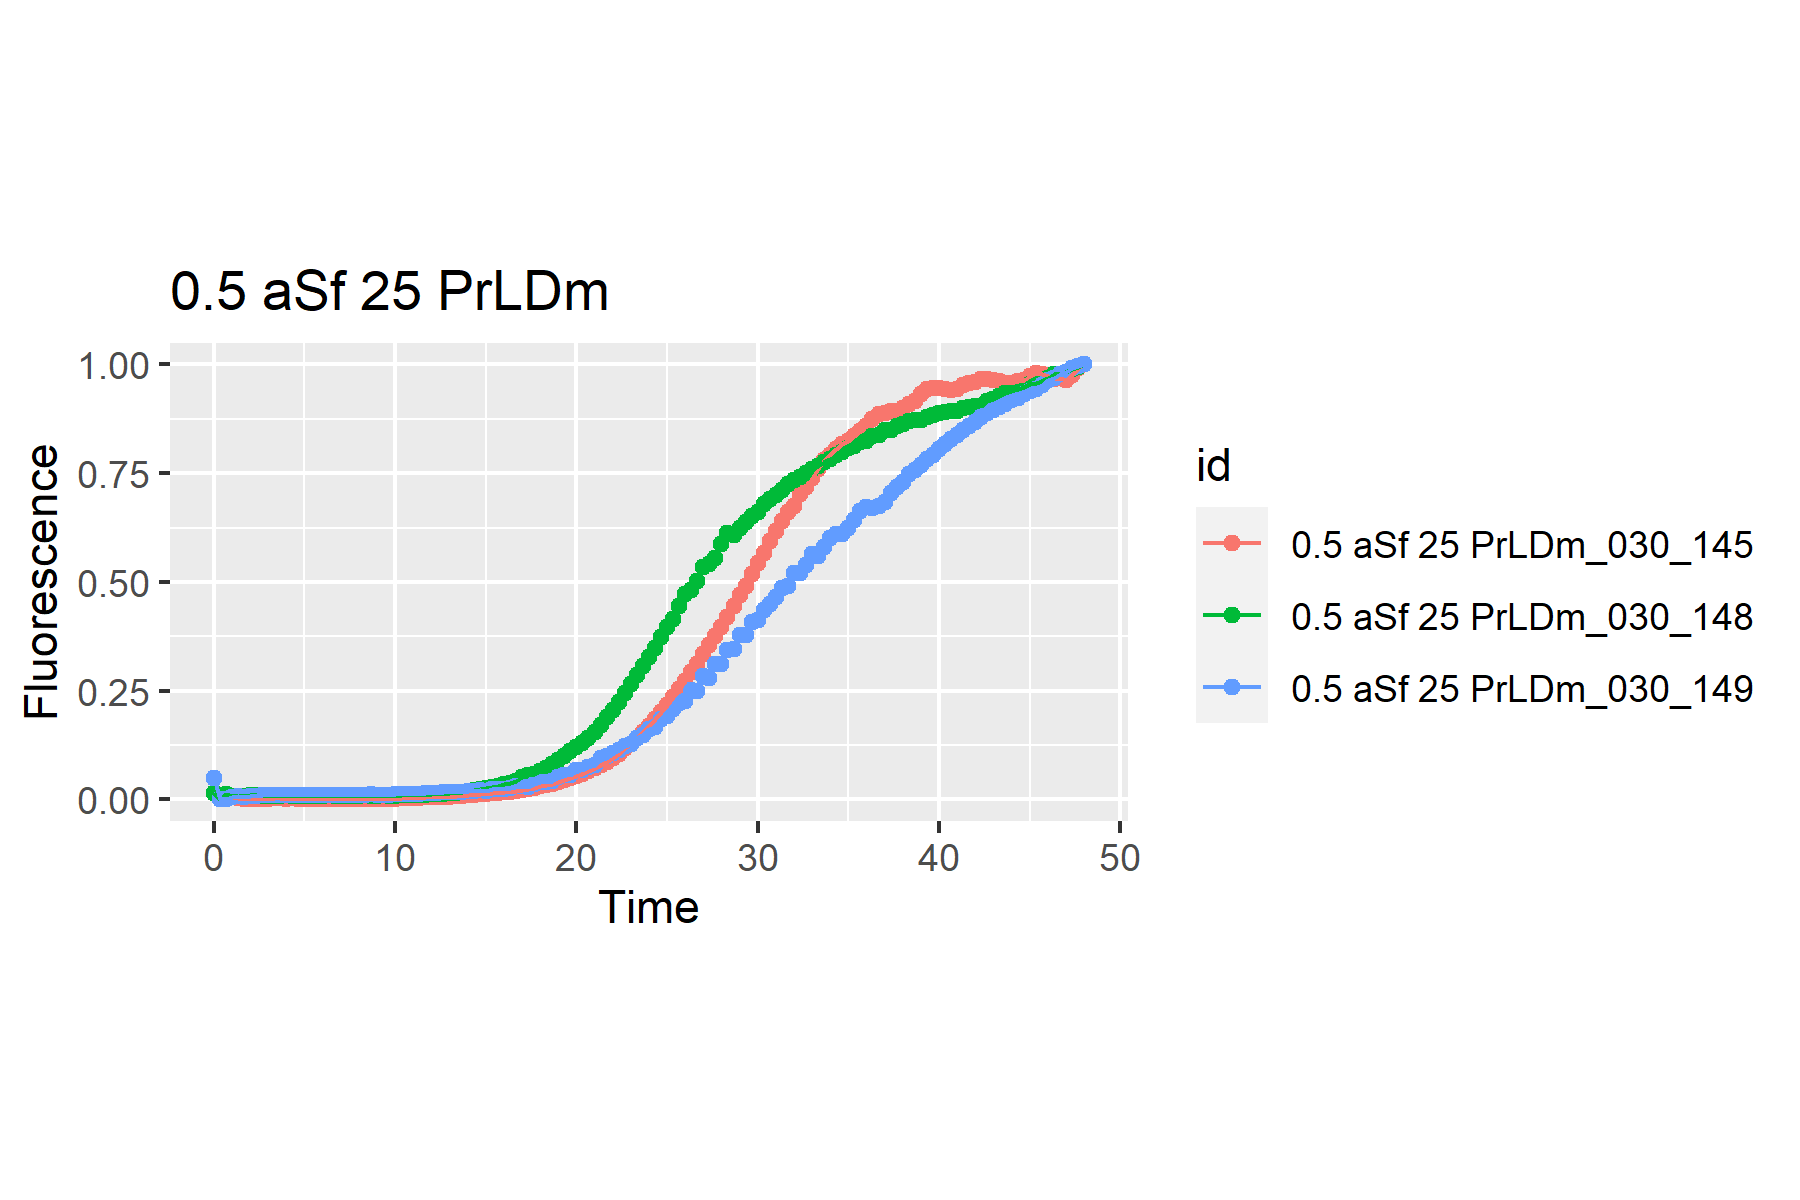 0.5 aSf 25 PrLDm
1.00
0.75
0.50
0.25
0.00
Fluorescence
0 10 20 30 40 50
Time
id
0.5 aSf 25 PrLDm_030_145
0.5 aSf 25 PrLDm_030_148
0.5 aSf 25 PrLDm_030_149